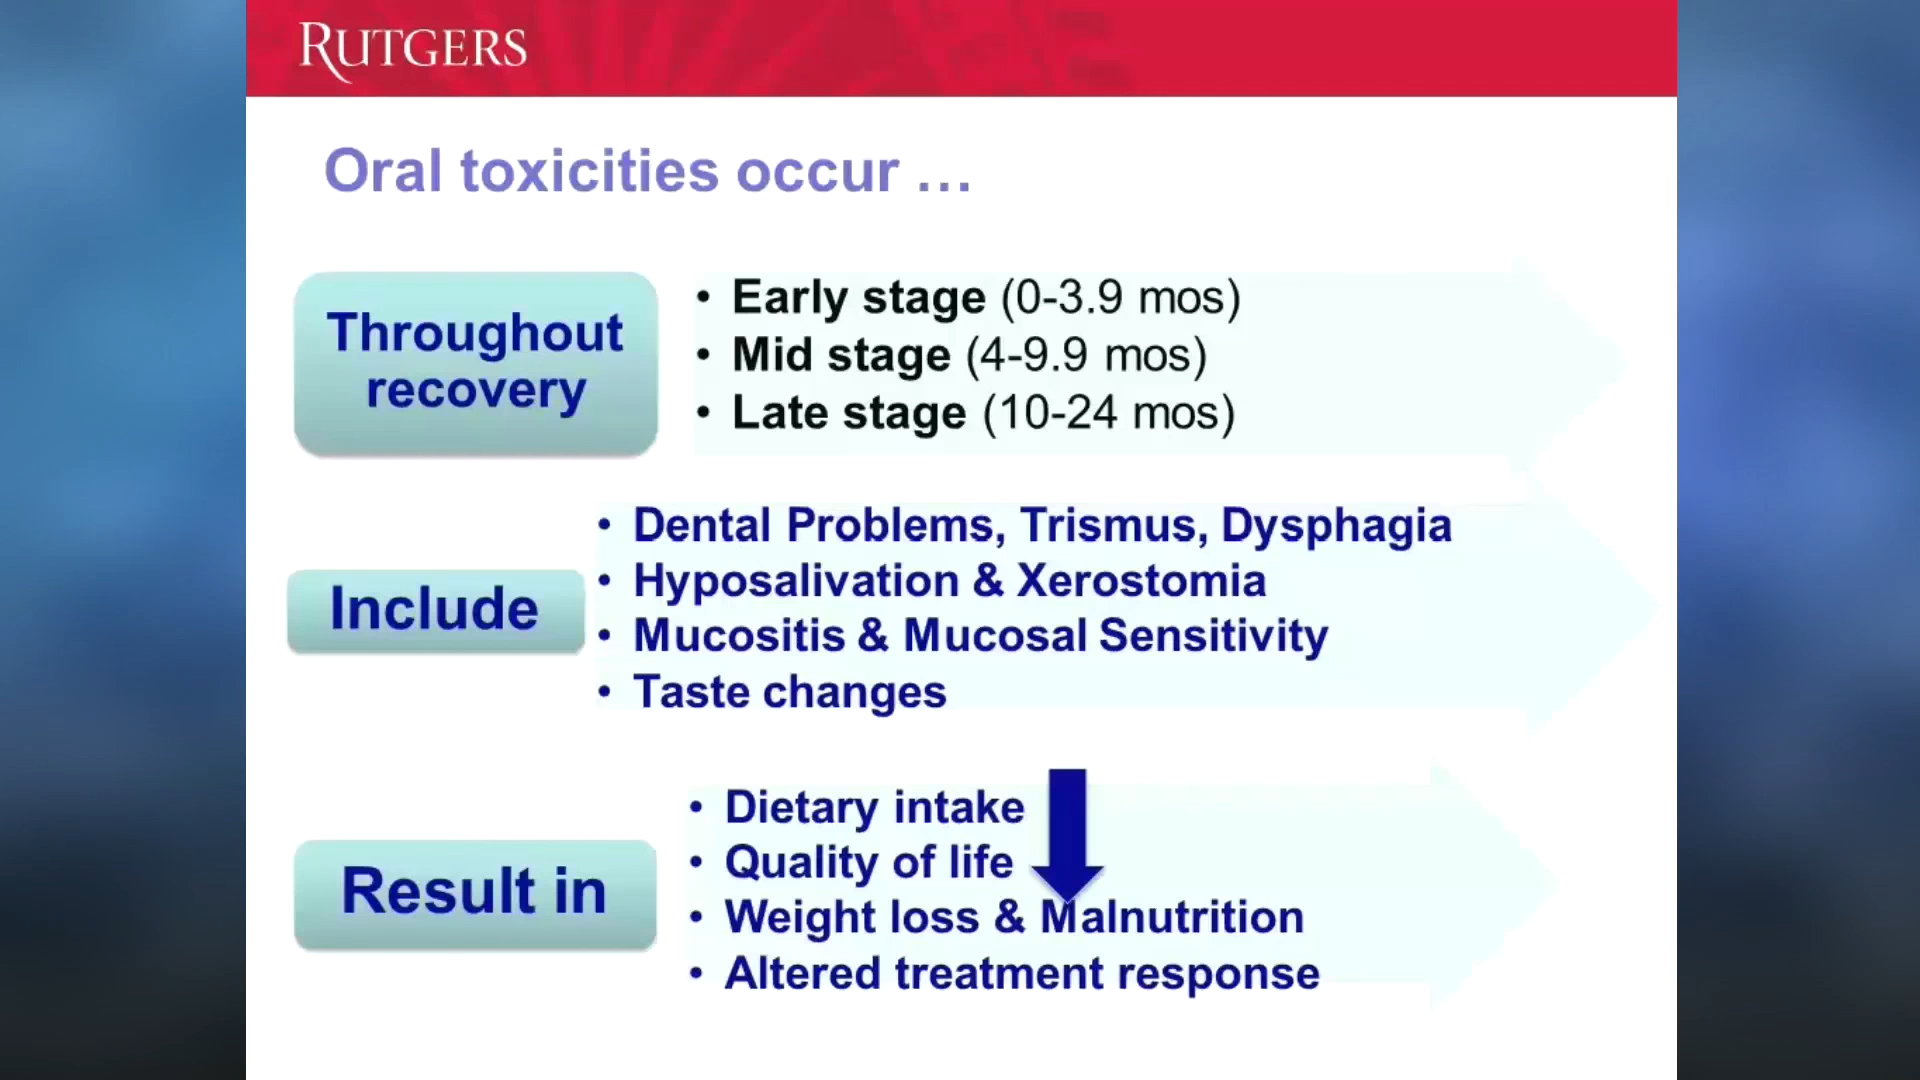 RUTGERS
Oral toxicities occur …
Throughout
recovery
• Early stage (0-3.9 mos)
• Mid stage (4-9.9 mos)
• Late stage (10-24 mos)
Include
• Dental Problems, Trismus, Dysphagia
• Hyposalivation & Xerostomia
• Mucositis & Mucosal Sensitivity
• Taste changes
Result in
• Dietary intake
• Quality of life
• Weight loss & Malnutrition
• Altered treatment response